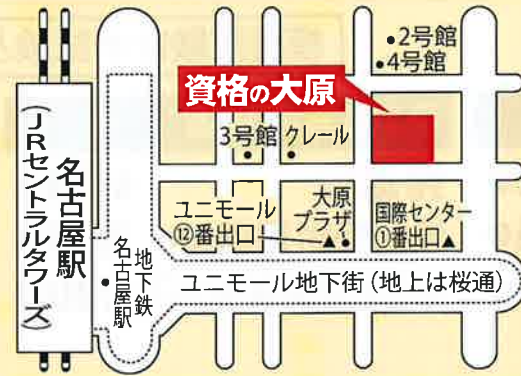 ・2号館
・4号館
資格の大原
3号館
クレール
ユニモール
⑫番出口
大原
プラザ
国際センター
①番出口
名古屋駅
(JRセントラルタワーズ)
地下鉄
名古屋駅
ユニモール地下街(地上は桜通)